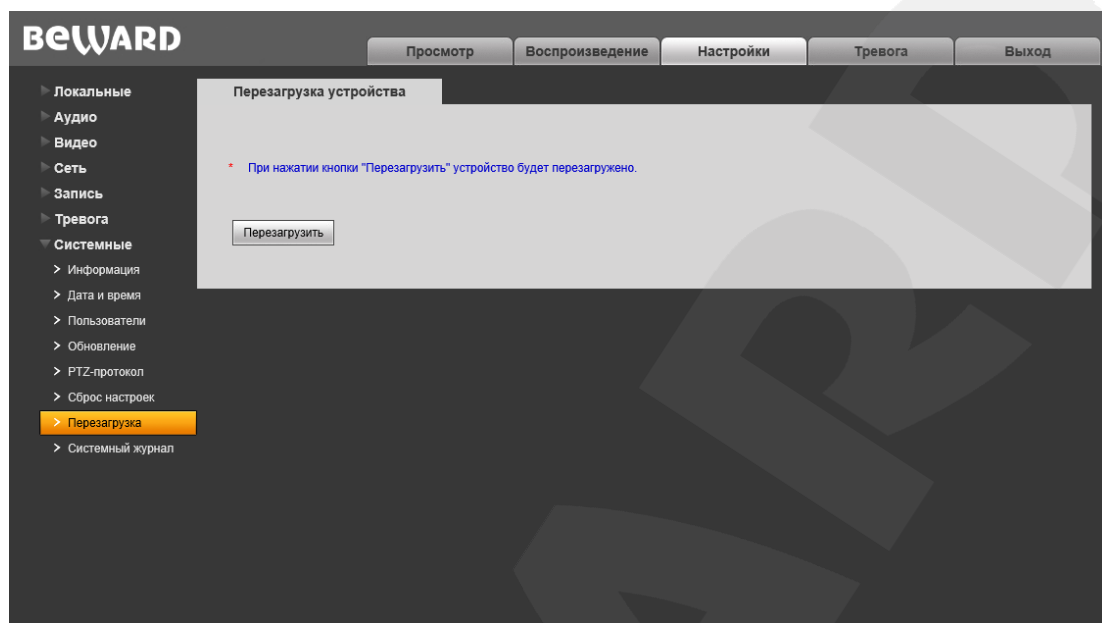 BEWARD
Просмотр Воспроизведение Настройки Тревога Выход
Локальные
Аудио
Видео
Сеть
Запись
Тревога
Системные
Информация
Дата и время
Пользователи
Обновление
PTZ-протокол
Сброс настроек
Перезагрузка
Системный журнал
Перезагрузка устройства
* При нажатии кнопки "Перезагрузить" устройство будет перезагружено.
Перезагрузить